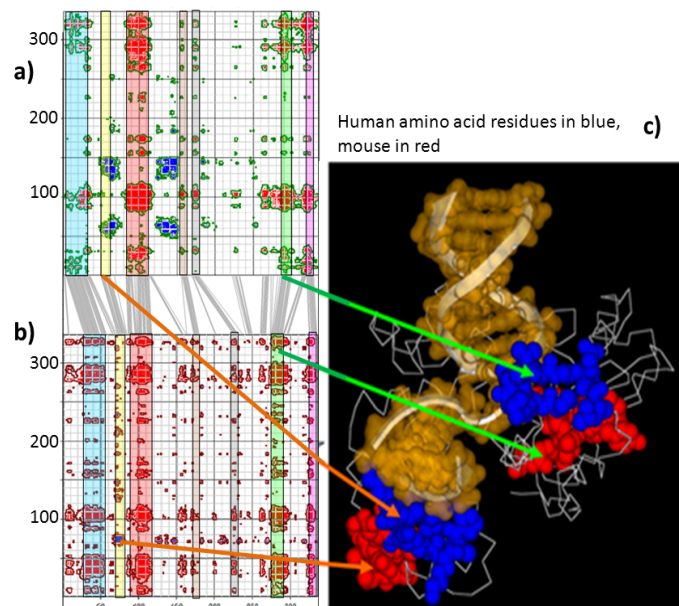 300
a)
200
100
Human amino acid residues in blue,
mouse in red
c)
b)
300
200
100